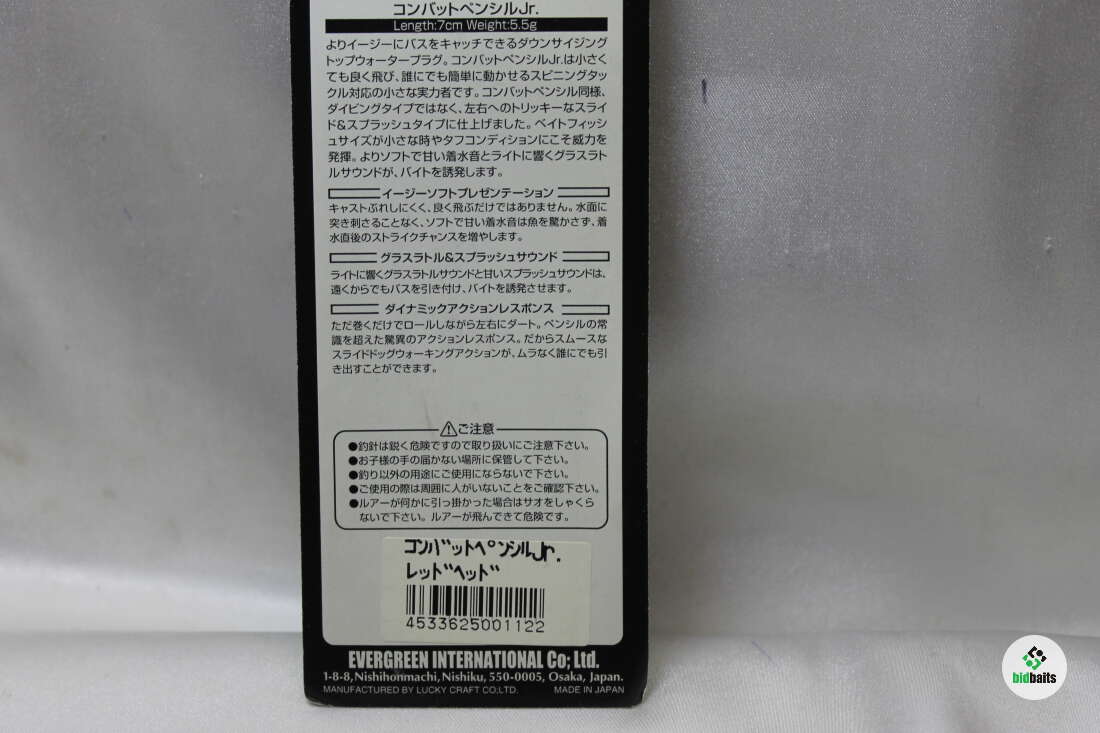 コンバットペンシルJr.
Length:7cm Weight:5.5g
よりイージーにバスをキャッチできるダウンサイジング
トップウォータープラグ。コンバットペンシルJr.は小さく
ても良く飛び、誰にでも簡単に動かせるスピニングタッ
クル対応の小さな実力者です。コンバットペンシル同様、
ダイビングタイプではなく、左右へのトリッキーなスライ
ド&スプラッシュタイプに仕上げました。ベイトフィッシ
ュサイズが小さな時やタフコンディションにこそ威力を
発揮。よりソフトで甘い着水音とライトに響くグラスラト
ルサウンドが、バイトを誘発します。
イージーソフトプレゼンテーション
キャストぶれしにくく、良く飛ぶだけではありません。水面に
突き刺さることなく、ソフトで甘い着水音は魚を驚かさず、着
水直後のストライクチャンスを増やします。
グラスラトル&スプラッシュサウンド
ライトに響くグラスラトルサウンドと甘いスプラッシュサウンドは、
遠くからでもバスを引き付け、バイトを誘発させます。
ダイナミックアクションレスポンス
ただ巻くだけでロールしながら左右にダート。ペンシルの常
識を超えた驚異のアクションレスポンス。だからスムースな
スライドドッグウォーキングアクションが、ムラなく誰にでも引
き出すことができます。
ご注意
●釣針は鋭く危険ですので取り扱いにご注意下さい。
●お子様の手の届かない場所に保管して下さい。
●釣り以外の用途にご使用にならないで下さい。
●ご使用の際は周囲に人がいないことをご確認下さい。
●ルアーが何かに引っ掛かった場合はサオをしゃくら
ないで下さい。ルアーが飛んできて危険です。
コンバットペンシルJr.
レッドヘッド
4533625001122
EVERGREEN INTERNATIONAL Co; Ltd.
1-8-8, Nishihonmachi, Nishiku, 550-0005, Osaka, Japan.
MANUFACTURED BY LUCKY CRAFT CO;LTD. MADE IN JAPAN
bidbaits